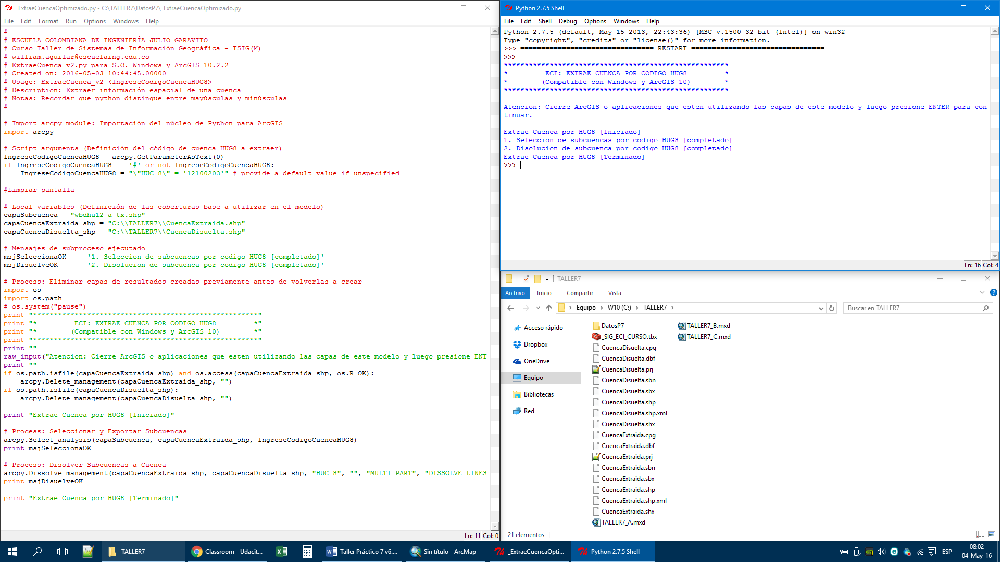 _ExtraeCuencaOptimizado.py - C:\TALLER7\DatosP7\_ExtraeCuencaOptimizado.py
File Edit Format Run Options Windows Help
# ---------------------------------------------------------------------------
# ESCUELA COLOMBIANA DE INGENIERÍA JULIO GARAVITO
# Curso Taller de Sistemas de Información Geográfica - TSIG(M)
# william.aguilar@escuelaing.edu.co
# ExtraeCuenca_v2.py para S.O. Windows y ArcGIS 10.2.2
# Created on: 2016-05-03 10:44:45.00000
# Usage: ExtraeCuenca_v2 <IngreseCodigoCuencaHUG8>
# Description: Extraer información espacial de una cuenca
# Notas: Recordar que python distingue entre mayúsculas y minúsculas
# ---------------------------------------------------------------------------
# Import arcpy module: Importación del núcleo de Python para ArcGIS
import arcpy
# Script arguments (Definición del código de cuenca HUG8 a extraer)
IngreseCodigoCuencaHUG8 = arcpy.GetParameterAsText(0)
if IngreseCodigoCuencaHUG8 == '#' or not IngreseCodigoCuencaHUG8:
    IngreseCodigoCuencaHUG8 = "\"HUC_8\" = '12100203'" # provide a default value if unspecified
#Limpiar pantalla
# Local variables (Definición de las coberturas base a utilizar en el modelo)
capaSubcuenca = "wbdhu12_a_tx.shp"
capaCuencaExtraida_shp = "C:\\TALLER7\\CuencaExtraida.shp"
capaCuencaDisuelta_shp = "C:\\TALLER7\\CuencaDisuelta.shp"
# Mensajes de subproceso ejecutado
msjSeleccionaOK =   '1. Seleccion de subcuencas por codigo HUG8 [completado]'
msjDisuelveOK =     '2. Disolucion de subcuenca por codigo HUG8 [completado]'
# Process: Eliminar capas de resultados creadas previamente antes de volverlas a crear
import os
import os.path
# os.system("pause")
print "******************************************************"
print "*         ECI: EXTRAE CUENCA POR CODIGO HUG8         *"
print "*        (Compatible con Windows y ArcGIS 10)        *"
print "******************************************************"
print ""
raw_input("Atencion: Cierre ArcGIS o aplicaciones que esten utilizando las capas de este modelo y luego presione ENT
print ""
if os.path.isfile(capaCuencaExtraida_shp) and os.access(capaCuencaExtraida_shp, os.R_OK):
    arcpy.Delete_management(capaCuencaExtraida_shp, "")
if os.path.isfile(capaCuencaDisuelta_shp):
    arcpy.Delete_management(capaCuencaDisuelta_shp, "")
print "Extrae Cuenca por HUG8 [Iniciado]"
# Process: Seleccionar y Exportar Subcuencas
arcpy.Select_analysis(capaSubcuenca, capaCuencaExtraida_shp, IngreseCodigoCuencaHUG8)
print msjSeleccionaOK
# Process: Disolver Subcuencas a Cuenca
arcpy.Dissolve_management(capaCuencaExtraida_shp, capaCuencaDisuelta_shp, "HUC_8", "", "MULTI_PART", "DISSOLVE_LINES
print msjDisuelveOK
print "Extrae Cuenca por HUG8 [Terminado]"
Ln: 11 Col: 0
Python 2.7.5 Shell
File Edit Shell Debug Options Windows Help
Python 2.7.5 (default, May 15 2013, 22:43:36) [MSC v.1500 32 bit (Intel)] on win32
Type "copyright", "credits" or "license()" for more information.
>>> ================================ RESTART ================================
>>>
******************************************************
*         ECI: EXTRAE CUENCA POR CODIGO HUG8         *
*        (Compatible con Windows y ArcGIS 10)        *
******************************************************
Atencion: Cierre ArcGIS o aplicaciones que esten utilizando las capas de este modelo y luego presione ENTER para con
tinuar.
Extrae Cuenca por HUG8 [Iniciado]
1. Seleccion de subcuencas por codigo HUG8 [completado]
2. Disolucion de subcuenca por codigo HUG8 [completado]
Extrae Cuenca por HUG8 [Terminado]
>>>
Ln: 16 Col: 4
TALLER7
Archivo Inicio Compartir Vista
Equipo > W10 (C:) > TALLER7 >
Buscar en TALLER7
Acceso rápido
Dropbox
OneDrive
Equipo
Bibliotecas
Red
DatosP7
_SIG_ECI_CURSO.tbx
CuencaDisuelta.cpg
CuencaDisuelta.dbf
CuencaDisuelta.prj
CuencaDisuelta.sbn
CuencaDisuelta.sbx
CuencaDisuelta.shp
CuencaDisuelta.shp.xml
CuencaDisuelta.shx
CuencaExtraida.cpg
CuencaExtraida.dbf
CuencaExtraida.prj
CuencaExtraida.sbn
CuencaExtraida.sbx
CuencaExtraida.shp
CuencaExtraida.shp.xml
CuencaExtraida.shx
TALLER7_A.mxd
TALLER7_B.mxd
TALLER7_C.mxd
21 elementos
TALLER7
Classroom - Udacit...
Taller Práctico 7 v6....
Sin título - ArcMap
_ExtraeCuencaOpti...
Python 2.7.5 Shell
ESP
08:02
04-May-16